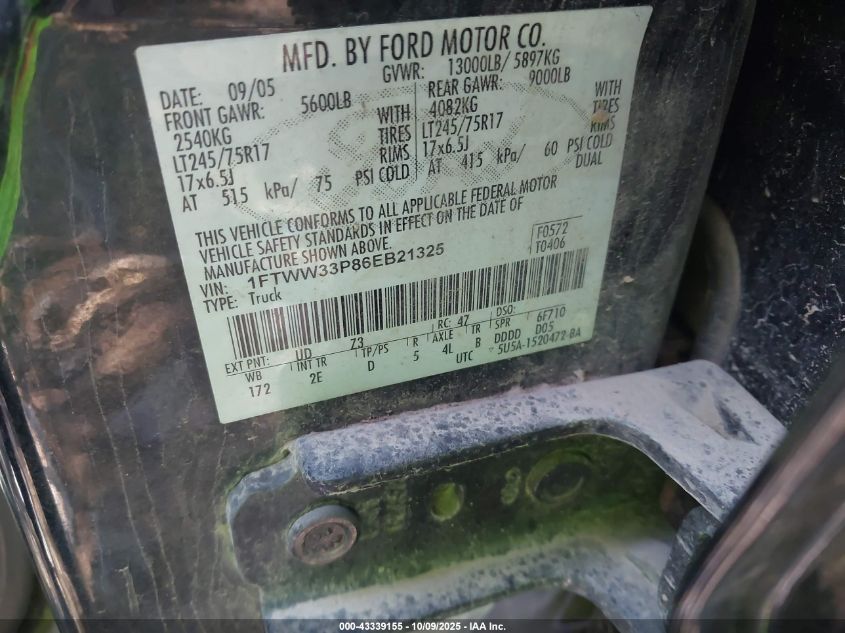 MFD. BY FORD MOTOR CO.
DATE: 09/05 GVWR: 13000LB/ 5897KG
FRONT GAWR: 5600LB REAR GAWR: 9000LB
2540KG WITH 4082KG WITH
LT245/75R17 TIRES LT245/75R17 TIRES
17x6.5J RIMS 17x6.5J RIMS
AT 515 kPa/ 75 PSI COLD AT 415 kPa/ 60 PSI COLD
DUAL
THIS VEHICLE CONFORMS TO ALL APPLICABLE FEDERAL MOTOR
VEHICLE SAFETY STANDARDS IN EFFECT ON THE DATE OF
MANUFACTURE SHOWN ABOVE.
F0572
F0406
VIN: 1FTWW33P86EB21325
TYPE: Truck
EXT PNT: UD Z3 RC: 47 DSO: 6F710
WB INT TR TP/PS R AXLE TR SPR
172 2E D 5 4L B DDDD D05
UTC 5U5A-1520472-BA
000-43339155 - 10/09/2025 - IAA Inc.